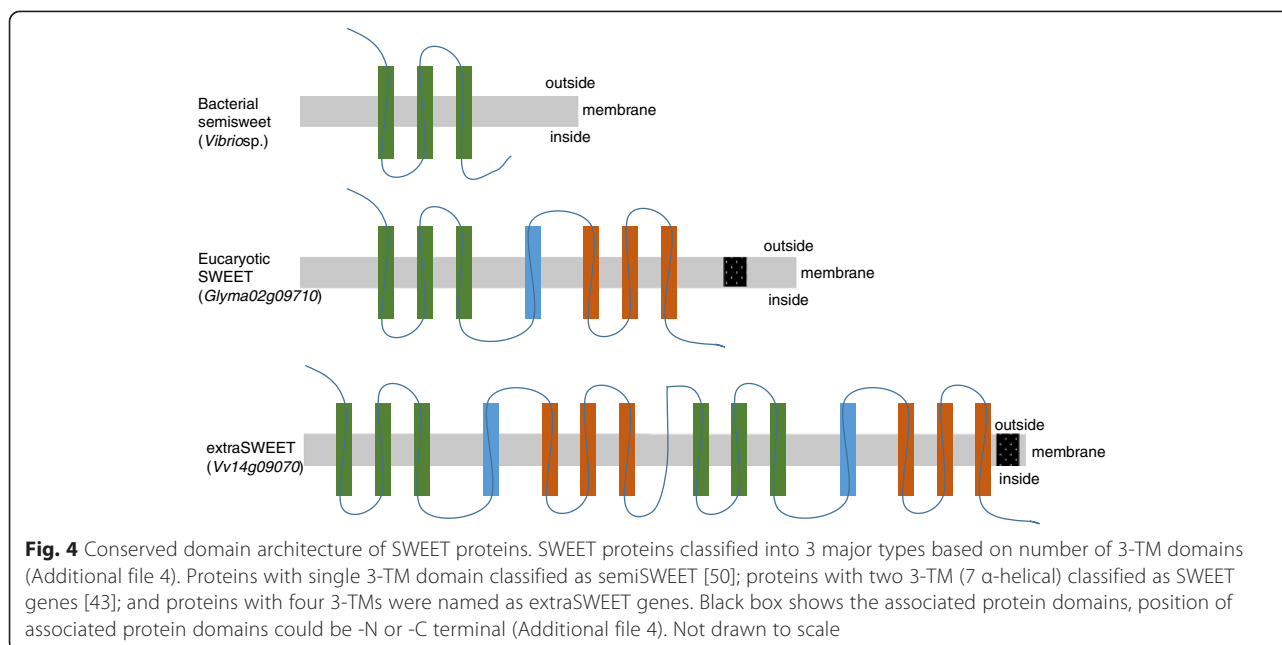 outside
Bacterial
semisweet
(Vibriosp.)
membrane
inside
outside
Eucaryotic
SWEET
(Glyma02g09710)
membrane
inside
outside
extraSWEET
(Vv14g09070)
membrane
inside
Fig. 4 Conserved domain architecture of SWEET proteins. SWEET proteins classified into 3 major types based on number of 3-TM domains
(Additional file 4). Proteins with single 3-TM domain classified as semiSWEET [50]; proteins with two 3-TM (7 α-helical) classified as SWEET
genes [43]; and proteins with four 3-TMs were named as extraSWEET genes. Black box shows the associated protein domains, position of
associated protein domains could be -N or -C terminal (Additional file 4). Not drawn to scale